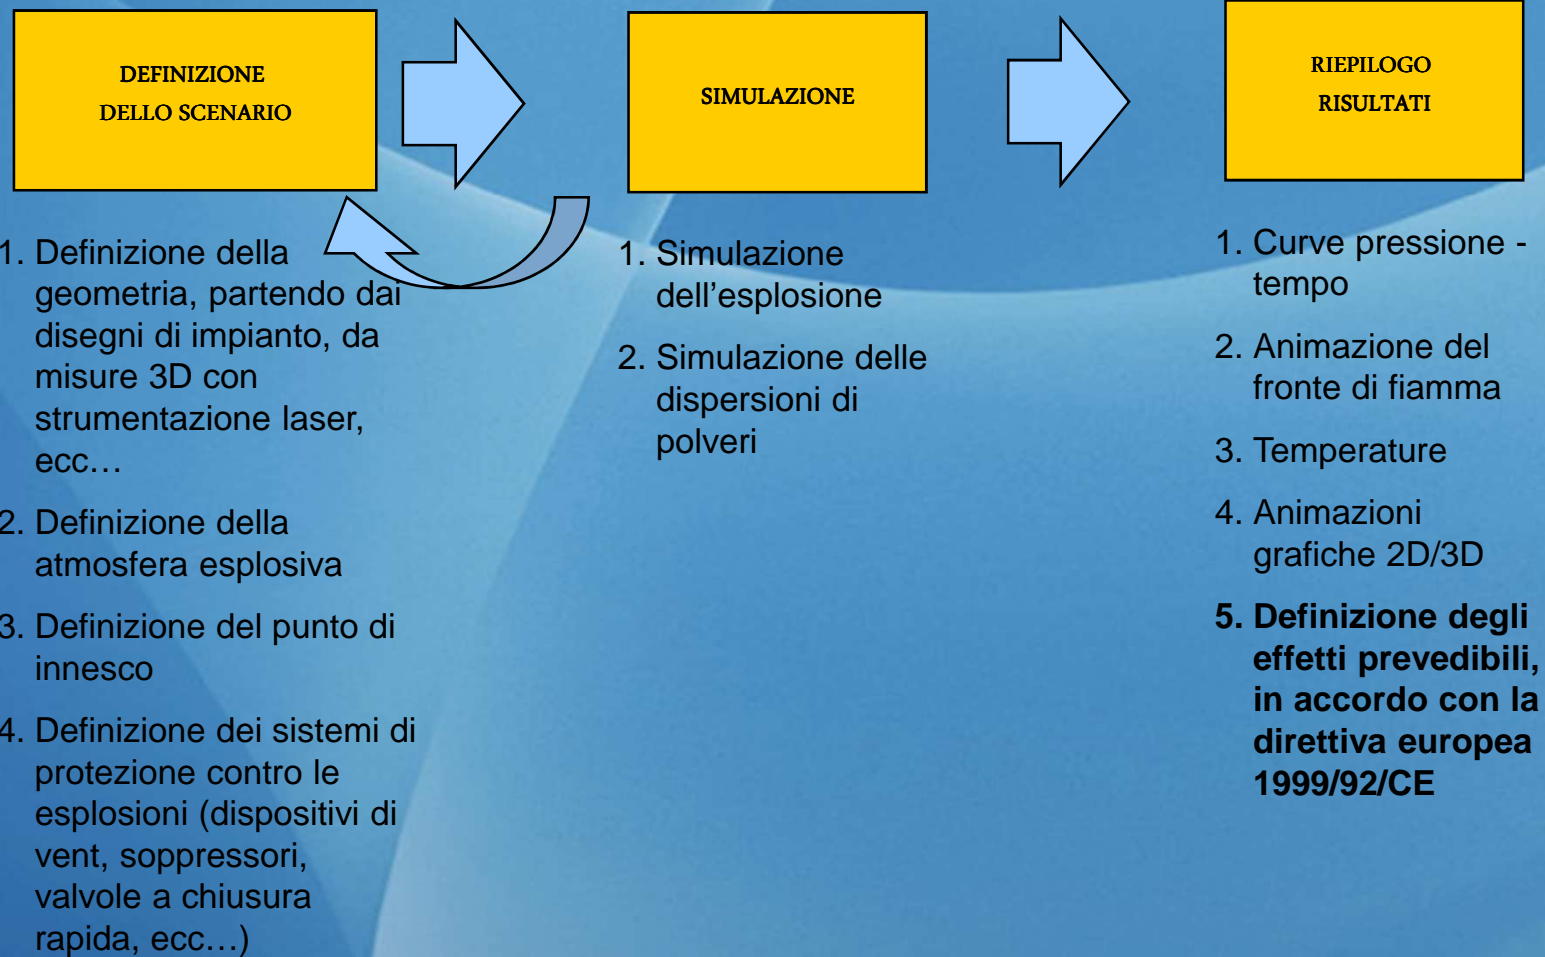 DEFINIZIONE
DELLO SCENARIO
1. Definizione della
geometria, partendo dai
disegni di impianto, da
misure 3D con
strumentazione laser,
ecc…
2. Definizione della
atmosfera esplosiva
3. Definizione del punto di
innesco
4. Definizione dei sistemi di
protezione contro le
esplosioni (dispositivi di
vent, soppressori,
valvole a chiusura
rapida, ecc…)
SIMULAZIONE
1. Simulazione
dell’esplosione
2. Simulazione delle
dispersioni di
polveri
RIEPILOGO
RISULTATI
1. Curve pressione -
tempo
2. Animazione del
fronte di fiamma
3. Temperature
4. Animazioni
grafiche 2D/3D
5. Definizione degli
effetti prevedibili,
in accordo con la
direttiva europea
1999/92/CE